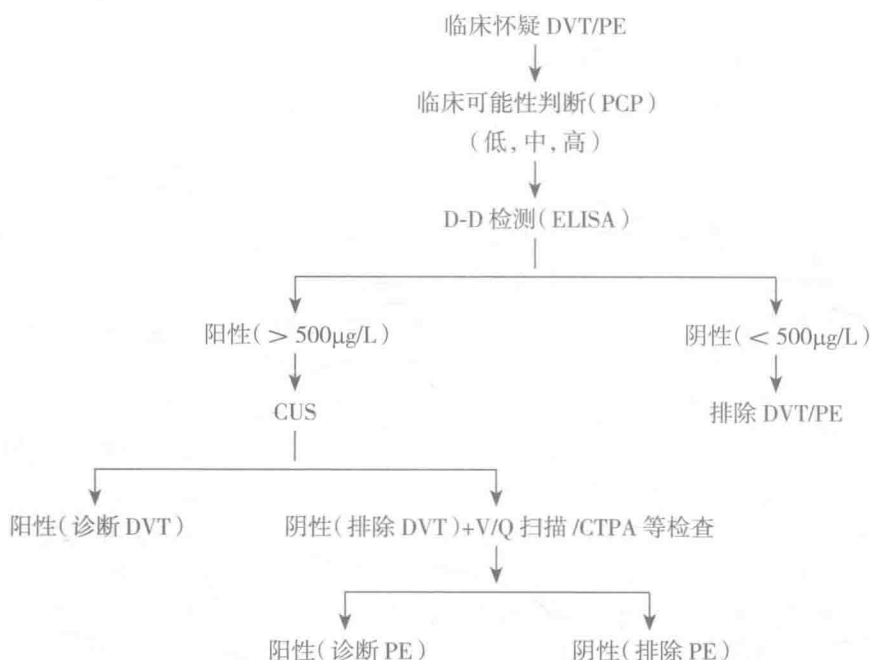 临床怀疑 DVT/PE
临床可能性判断(PCP)
(低,中,高)
D-D 检测(ELISA)
阳性(> 500μg/L)
阴性(< 500μg/L)
CUS
排除 DVT/PE
阳性(诊断 DVT)
阴性(排除 DVT)+V/Q 扫描 /CTPA 等检查
阳性(诊断 PE)
阴性(排除 PE)